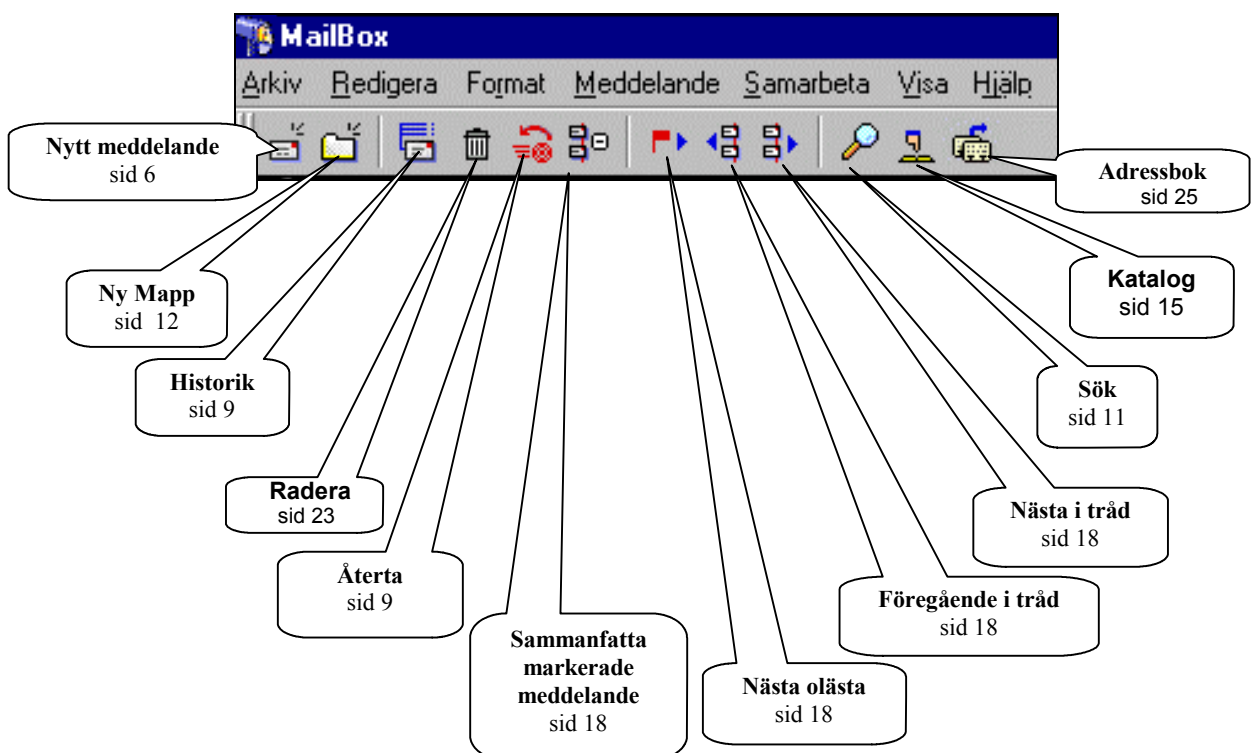 MailBox
Arkiv Redigera Format Meddelande Samarbeta Visa Hjälp
Nytt meddelande
sid 6
Adressbok
sid 25
Ny Mapp
sid 12
Katalog
sid 15
Historik
sid 9
Sök
sid 11
Radera
sid 23
Nästa i tråd
sid 18
Återta
sid 9
Föregående i tråd
sid 18
Sammanfatta
markerade
meddelande
sid 18
Nästa olästa
sid 18